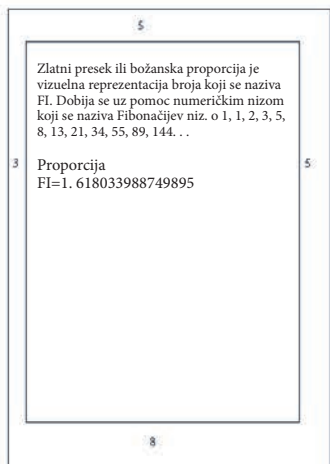 5
Zlatni presek ili božanska proporcija je
vizuelna reprezentacija broja koji se naziva
FI. Dobija se uz pomoc numeričkim nizom
koji se naziva Fibonačijev niz. o 1, 1, 2, 3, 5,
8, 13, 21, 34, 55, 89, 144. . .
3
5
Proporcija
FI=1. 618033988749895
8